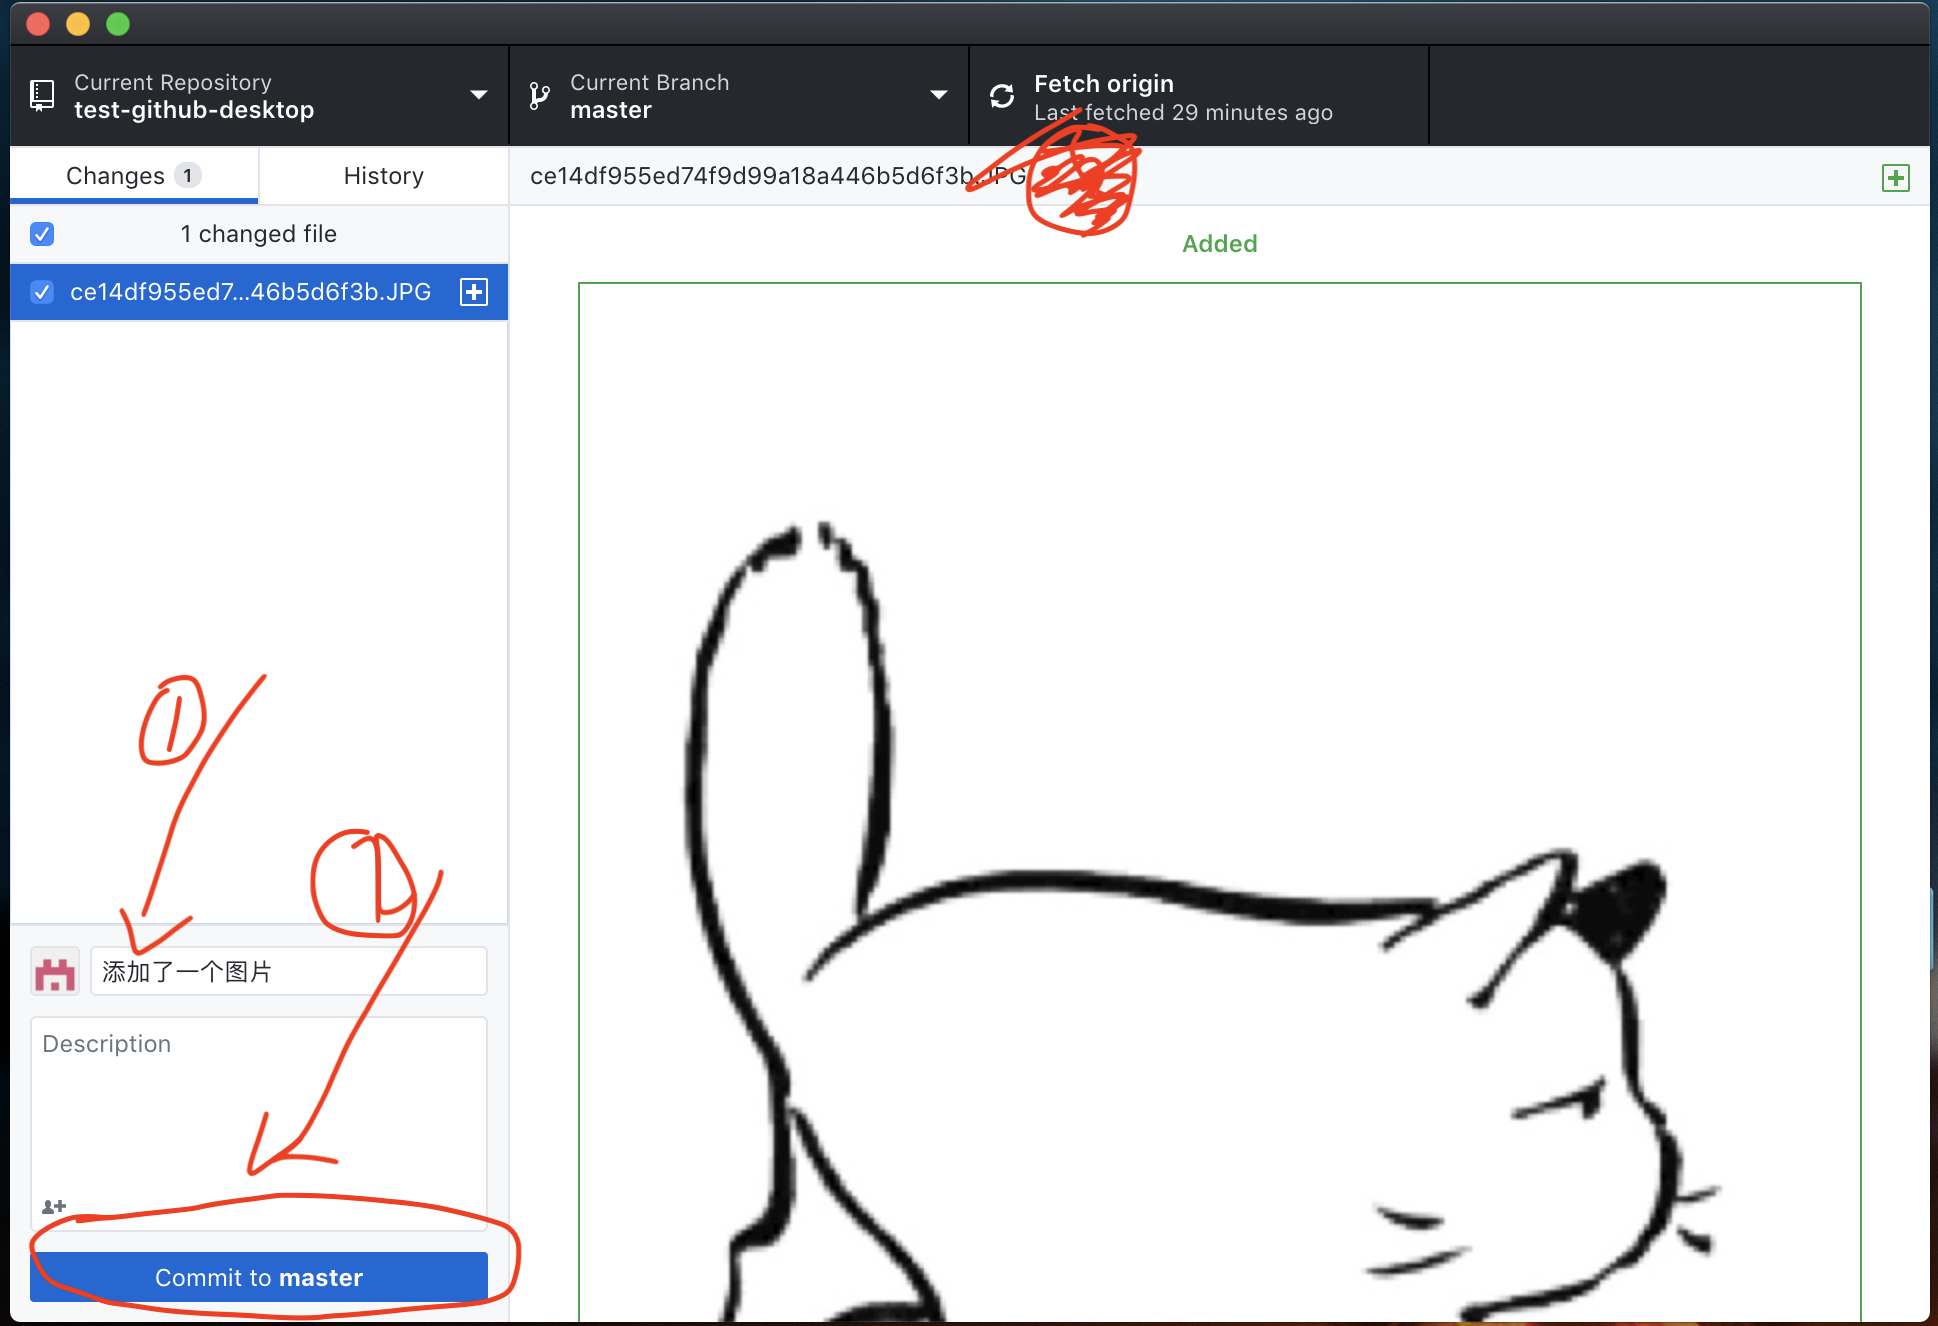 Current Repository
test-github-desktop
Current Branch
master
Fetch origin
Last fetched 29 minutes ago
Changes 1
History
ce14df955ed74f9d99a18a446b5d6f3b.JPG
1 changed file
Added
ce14df955ed7...46b5d6f3b.JPG
①
②
添加了一个图片
Description
Commit to master